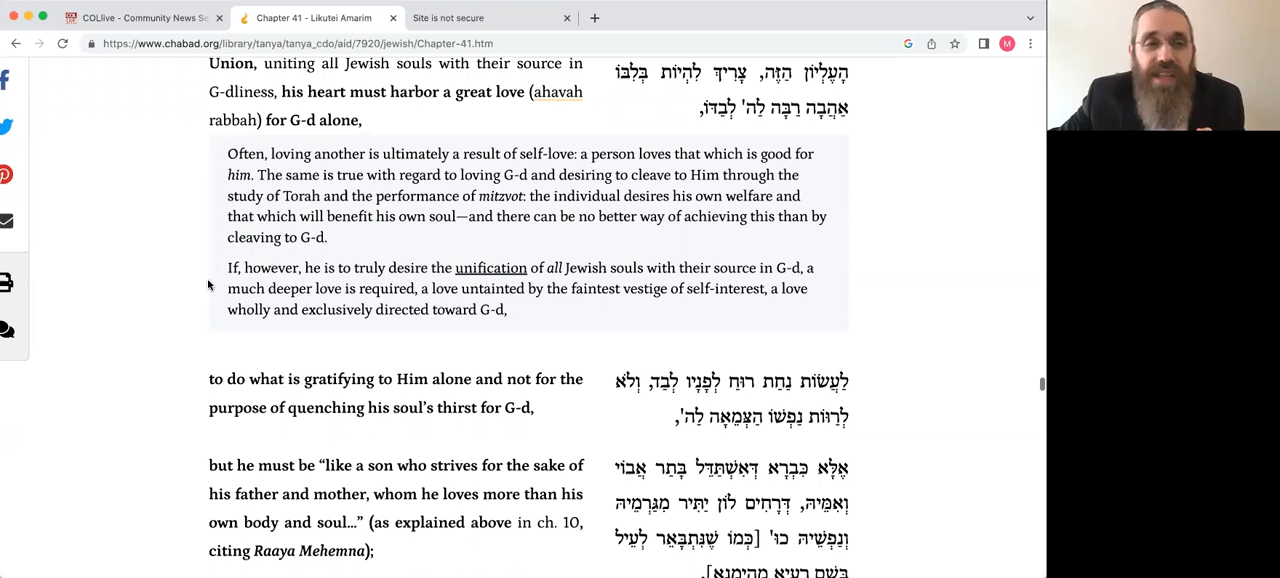 COLlive - Community News Se
Chapter 41 - Likutei Amarim
Site is not secure
https://www.chabad.org/library/tanya/tanya_cdo/aid/7920/jewish/Chapter-41.htm
M
Union, uniting all Jewish souls with their source in
G-dliness, his heart must harbor a great love (ahavah
rabbah) for G-d alone,
הָעֶלְיוֹן הַזֶּה, צָרִיךְ לִהְיוֹת בְּלִבּוֹ
אַהֲבָה רַבָּה לַה' לְבַדּוֹ,
Often, loving another is ultimately a result of self-love: a person loves that which is good for
him. The same is true with regard to loving G-d and desiring to cleave to Him through the
study of Torah and the performance of mitzvot: the individual desires his own welfare and
that which will benefit his own soul—and there can be no better way of achieving this than by
cleaving to G-d.
If, however, he is to truly desire the unification of all Jewish souls with their source in G-d, a
much deeper love is required, a love untainted by the faintest vestige of self-interest, a love
wholly and exclusively directed toward G-d,
to do what is gratifying to Him alone and not for the
purpose of quenching his soul's thirst for G-d,
לַעֲשׂוֹת נַחַת רוּחַ לְפָנָיו לְבַד, וְלֹא
לְרַוּוֹת נַפְשׁוֹ הַצְּמֵאָה לַה',
but he must be “like a son who strives for the sake of
his father and mother, whom he loves more than his
own body and soul...” (as explained above in ch. 10,
citing Raaya Mehemna);
אֶלָּא כִּבְרָא דְּאִשְׁתַּדֵּל בָּתַר אֲבוֹי
וְאִמֵּיהּ, דְּרָחִים לוֹן יַתִּיר מִגַּרְמֵיהּ
וְנַפְשֵׁיהּ כוּ' [כְּמוֹ שֶׁנִּתְבָּאֵר לְעֵיל
בְּשֵׁם רַעְיָא מְהֵימְנָא].